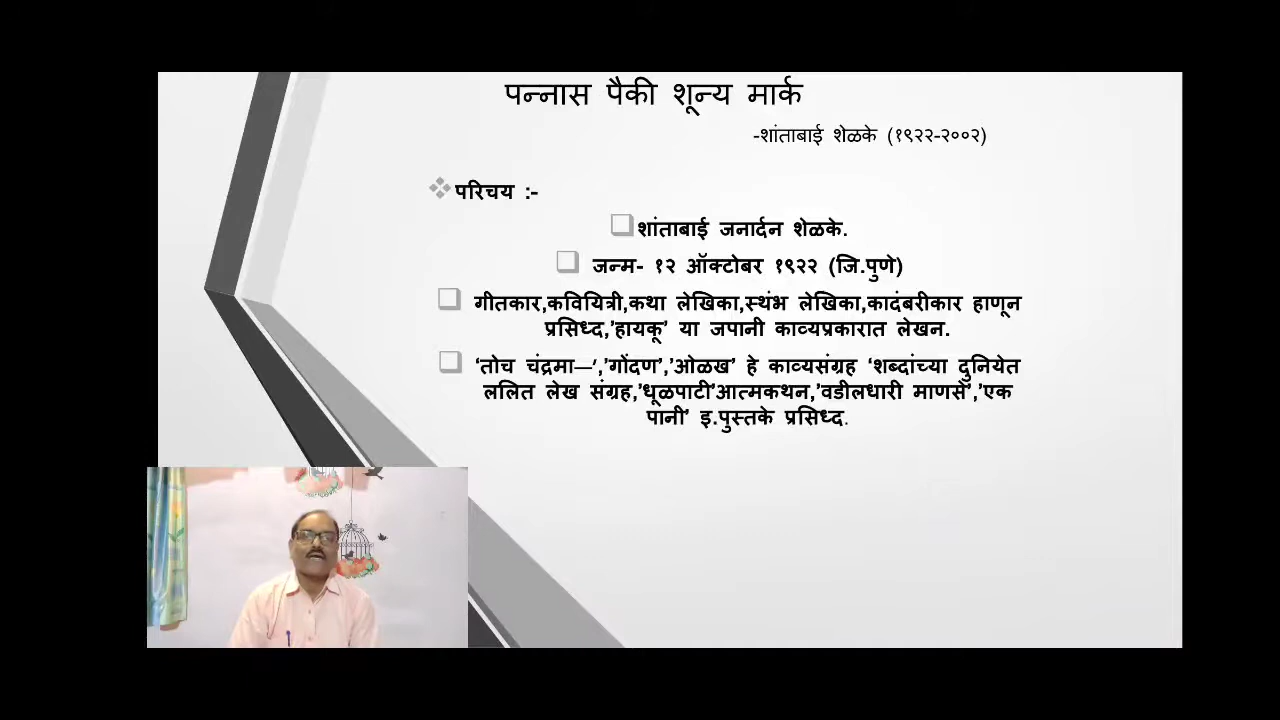 पन्नास पैकी शून्य मार्क
-शांताबाई शेळके (१९२२-२००२)
परिचय :-
शांताबाई जनार्दन शेळके.
जन्म- १२ ऑक्टोबर १९२२ (जि.पुणे)
गीतकार,कवियित्री,कथा लेखिका,स्थंभ लेखिका,कादंबरीकार हाणून
प्रसिध्द,’हायकू’ या जपानी काव्यप्रकारात लेखन.
‘तोच चंद्रमा—‘,’गोंदण’,’ओळख’ हे काव्यसंग्रह ‘शब्दांच्या दुनियेत
ललित लेख संग्रह,’धूळपाटी’आत्मकथन,’वडीलधारी माणसे’,’एक
पानी’ इ.पुस्तके प्रसिध्द.